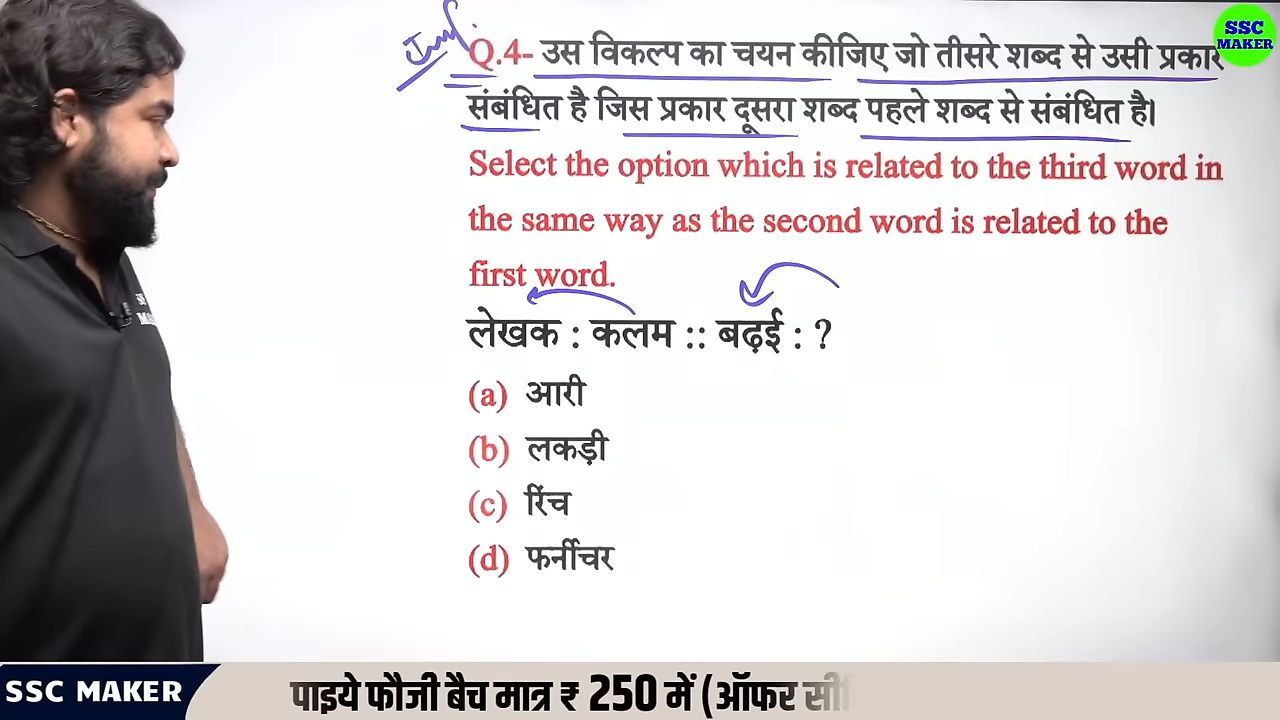 SSC
MAKER
Q.4- उस विकल्प का चयन कीजिए जो तीसरे शब्द से उसी प्रकार
संबंधित है जिस प्रकार दूसरा शब्द पहले शब्द से संबंधित है।
Select the option which is related to the third word in
the same way as the second word is related to the
first word.
लेखक : कलम :: बढ़ई : ?
(a) आरी
(b) लकड़ी
(c) रिंच
(d) फर्नीचर
SSC MAKER
पाइये फौजी बैच मात्र ₹ 250 में (ऑफर